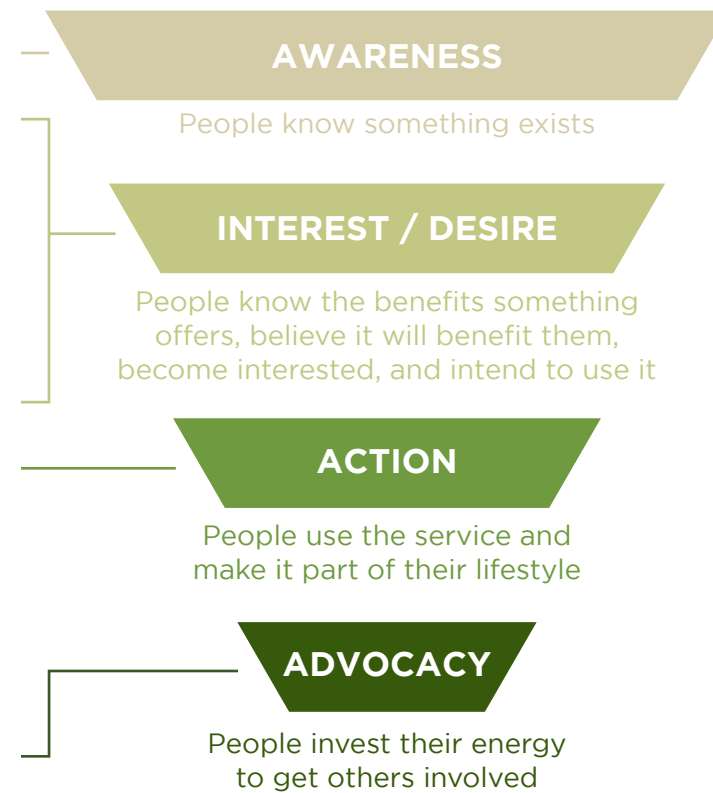 AWARENESS
People know something exists
INTEREST / DESIRE
People know the benefits something
offers, believe it will benefit them,
become interested, and intend to use it
ACTION
People use the service and
make it part of their lifestyle
ADVOCACY
People invest their energy
to get others involved